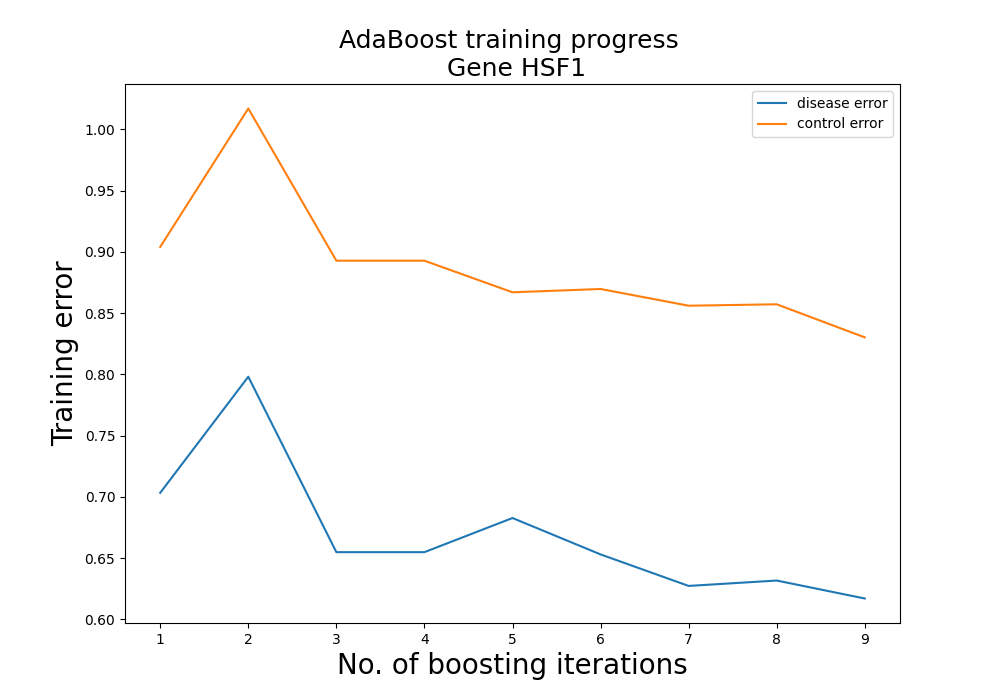 AdaBoost training progress
Gene HSF1
disease error
control error
1.00
0.95
0.90
0.85
0.80
0.75
0.70
0.65
0.60
Training error
1 2 3 4 5 6 7 8 9
No. of boosting iterations